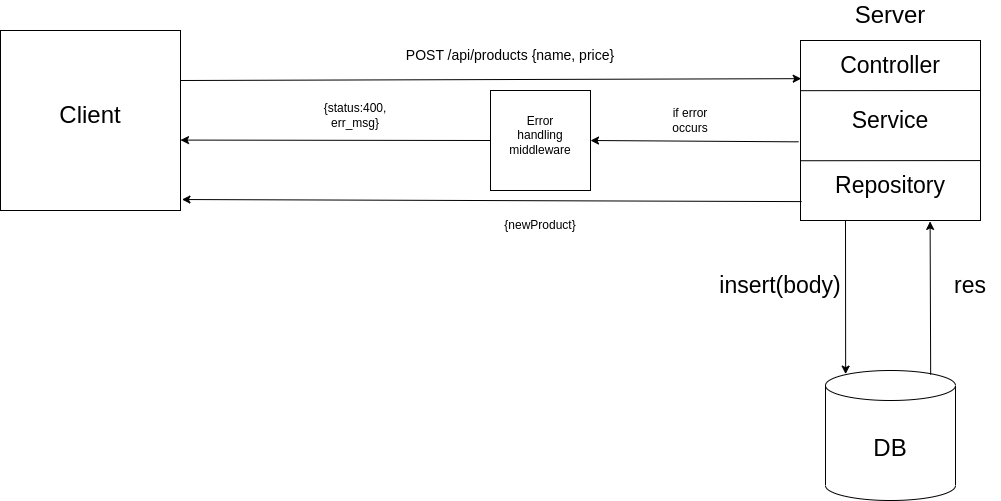 Server
POST /api/products {name, price}
Controller
Client
{status:400,
err_msg}
Error
handling
middleware
if error
occurs
Service
Repository
{newProduct}
insert(body)
res
DB